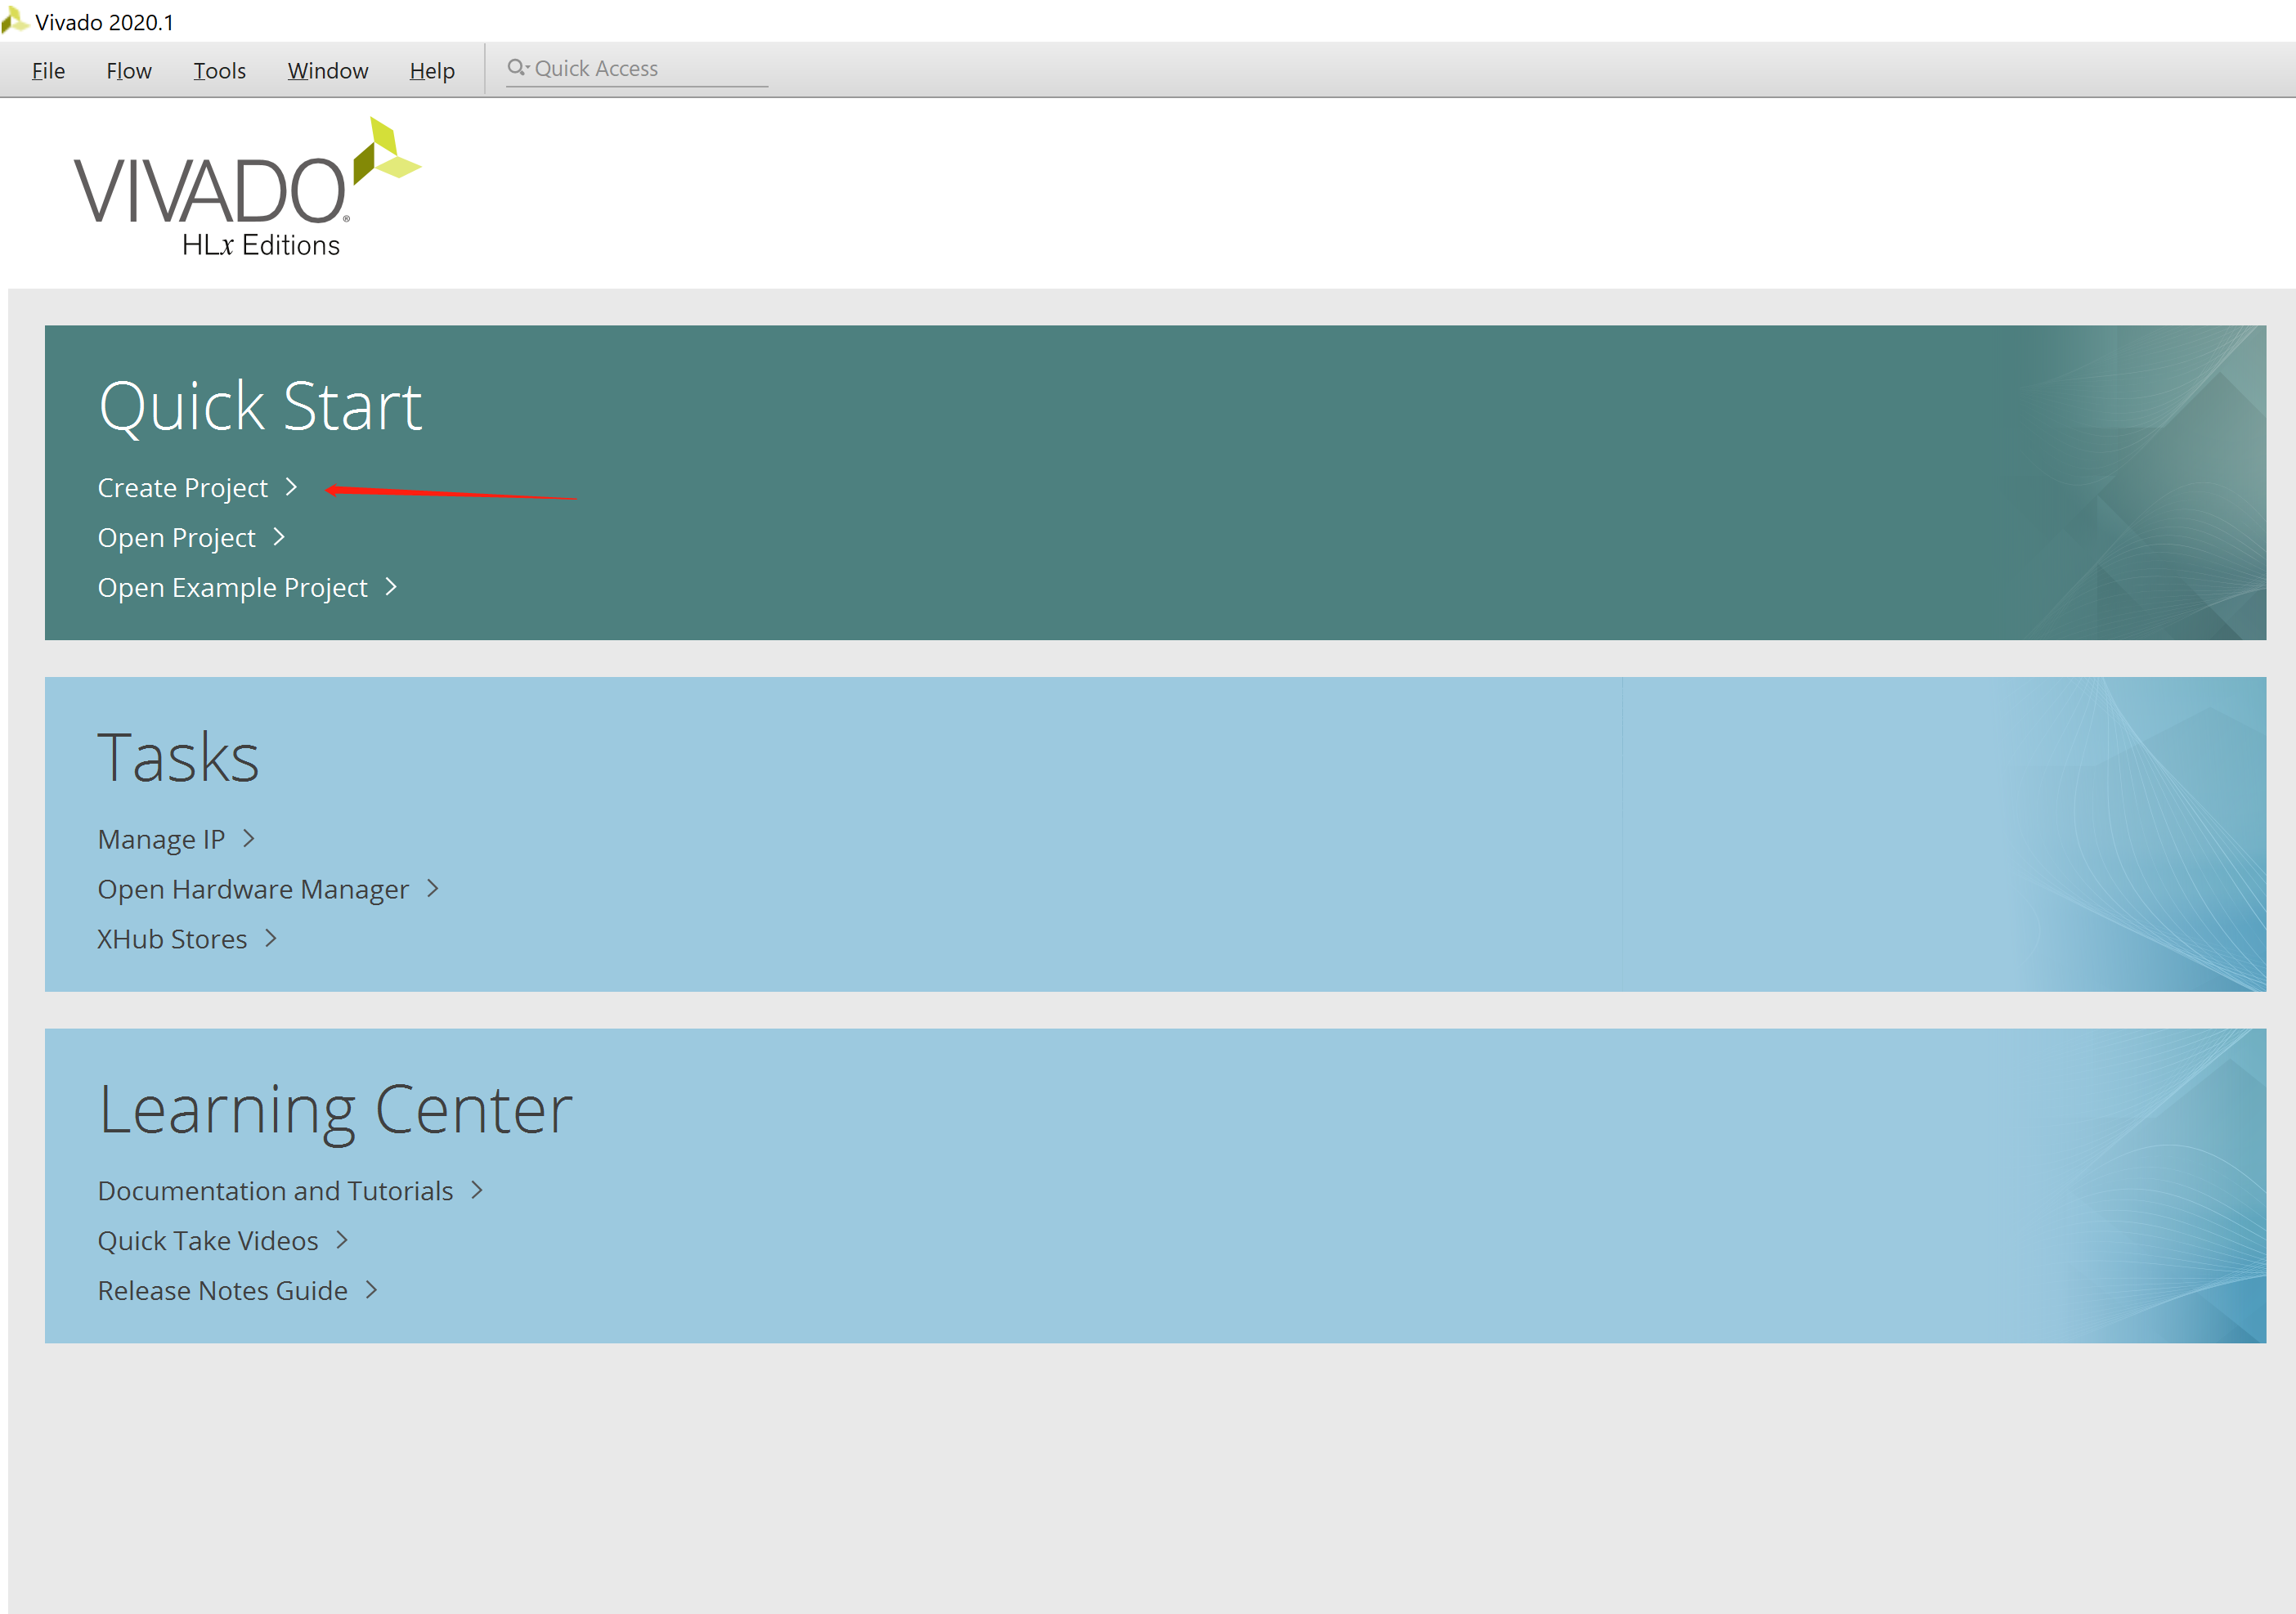 Vivado 2020.1
File Flow Tools Window Help Quick Access
VIVADO®
HLx Editions
Quick Start
Create Project >
Open Project >
Open Example Project >
Tasks
Manage IP >
Open Hardware Manager >
XHub Stores >
Learning Center
Documentation and Tutorials >
Quick Take Videos >
Release Notes Guide >